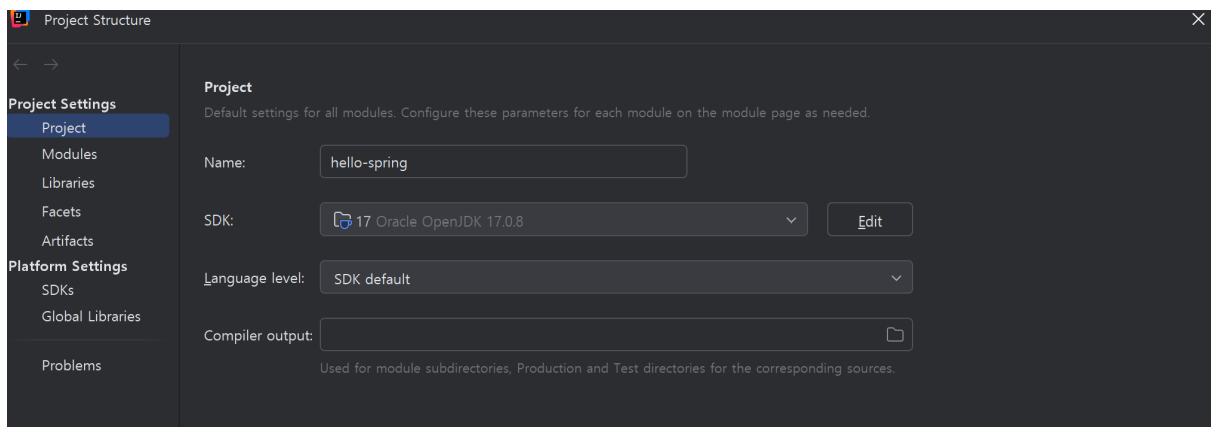 Project Structure
Project Settings
Project
Modules
Libraries
Facets
Artifacts
Platform Settings
SDKs
Global Libraries
Problems
Project
Default settings for all modules. Configure these parameters for each module on the module page as needed.
Name: hello-spring
SDK: 17 Oracle OpenJDK 17.0.8 Edit
Language level: SDK default
Compiler output:
Used for module subdirectories, Production and Test directories for the corresponding sources.